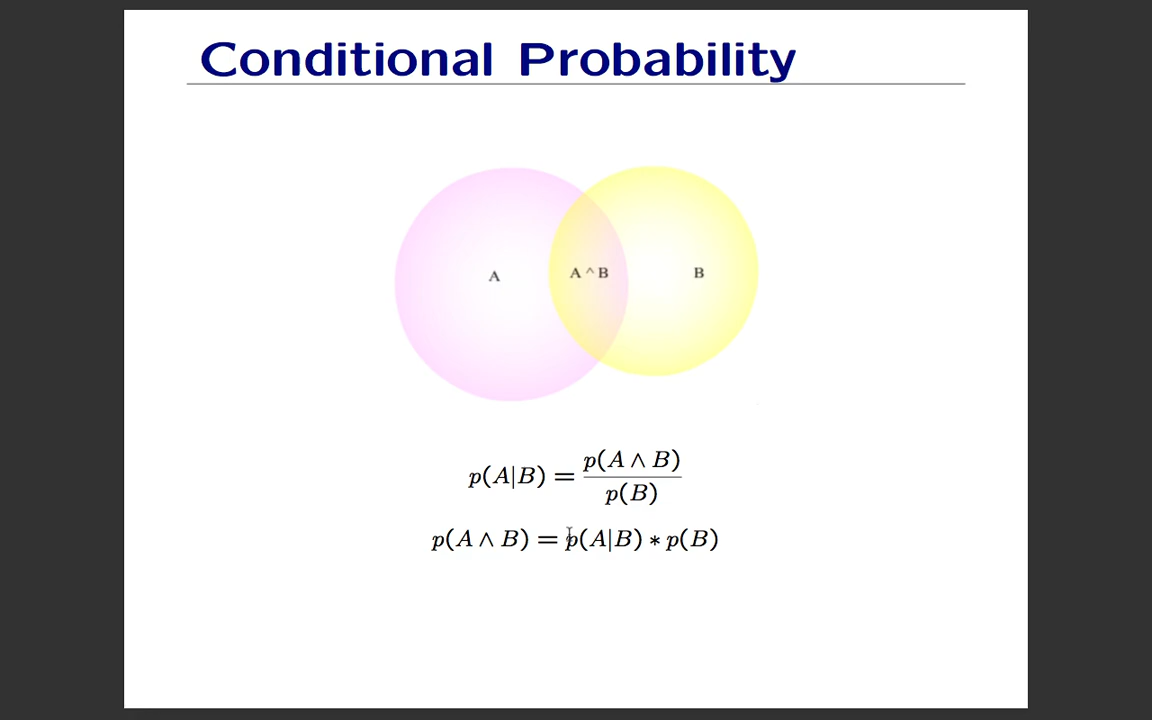 Conditional Probability
A A ^ B B
p(A|B) = p(A ∧ B) / p(B)
p(A ∧ B) = p(A|B) ∗ p(B)